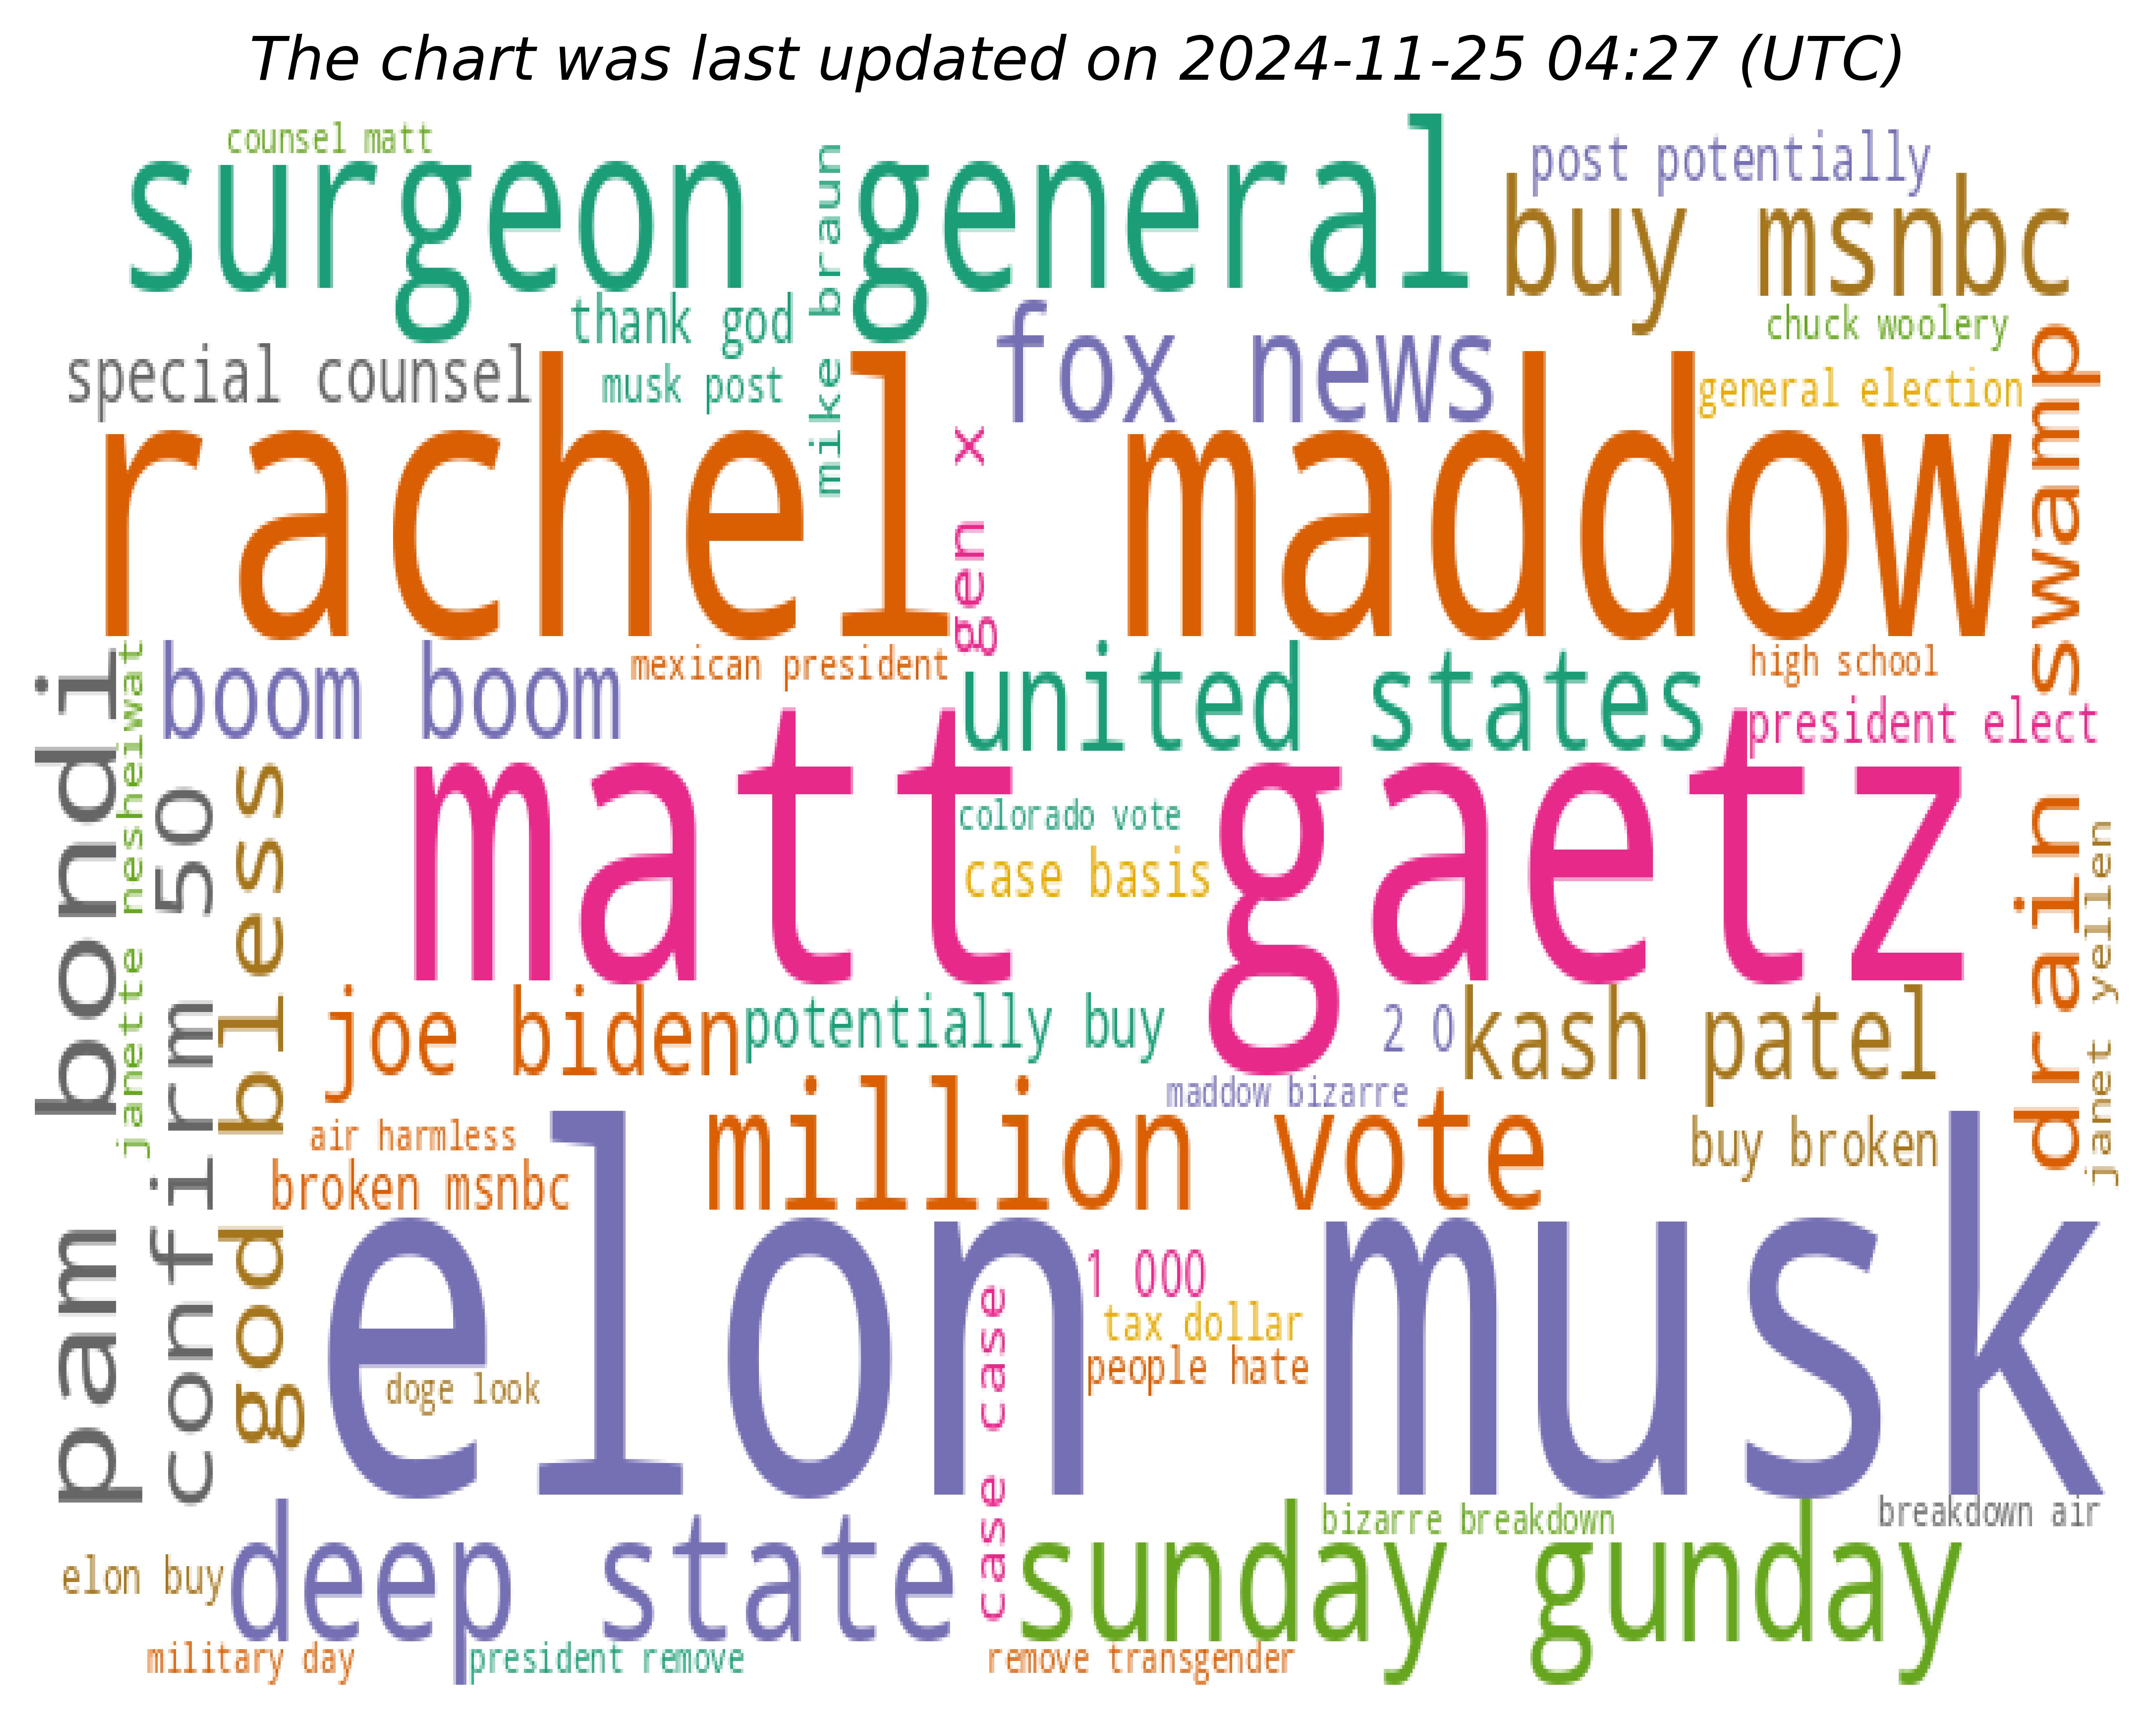 The chart was last updated on 2024-11-25 04:27 (UTC)
counsel matt
surgeon general
post potentially
buy msnbc
mike braun
thank god
chuck woolery
special counsel
musk post
fox news
general election
rachel maddow
gen x
drain swamp
boom boom
mexican president
united states
high school
president elect
pam bondi
janette nesheiwat
confirm 50
god bless
matt gaetz
colorado vote
case basis
janet yellen
joe biden
potentially buy
2 0
kash patel
maddow bizarre
air harmless
million vote
buy broken
broken msnbc
elon musk
1 000
tax dollar
people hate
doge look
case case
bizarre breakdown
breakdown air
elon buy
deep state
sunday gunday
military day
president remove
remove transgender